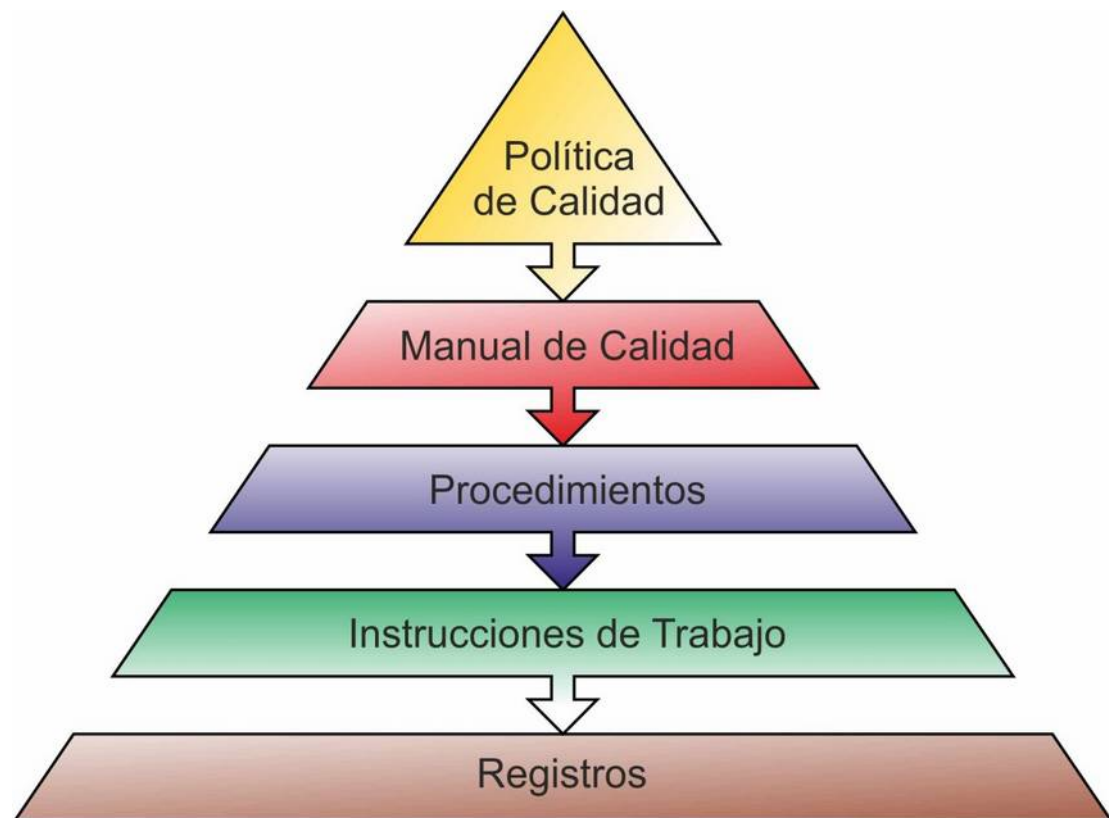 Política
de Calidad
Manual de Calidad
Procedimientos
Instrucciones de Trabajo
Registros